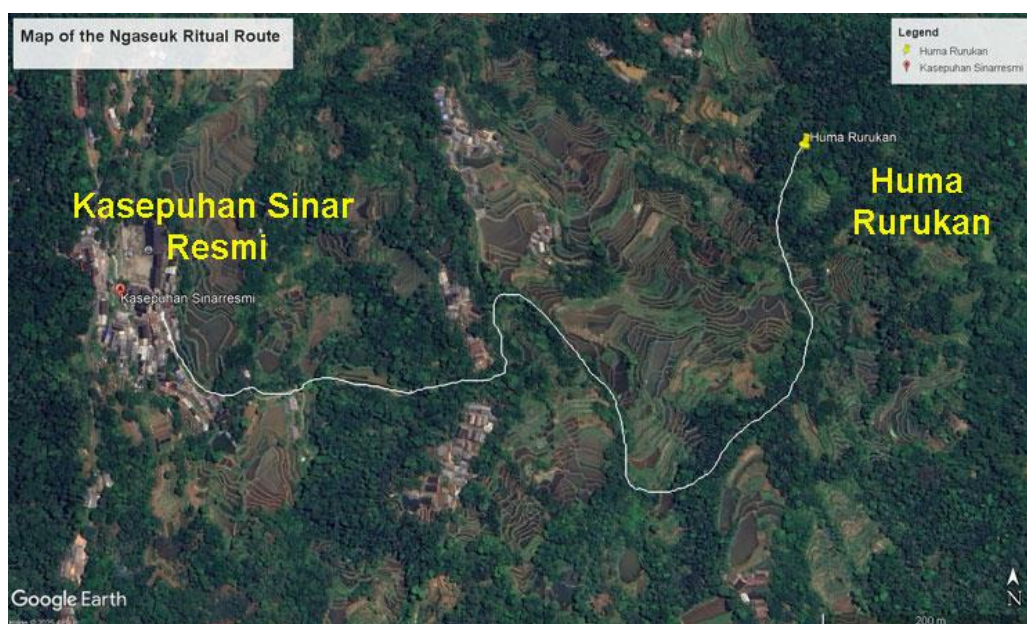 Map of the Ngaseuk Ritual Route
Legend
Huma Rurukan
Kasepuhan Sinarresmi
Huma Rurukan
Huma
Rurukan
Kasepuhan Sinar
Resmi
Kasepuhan Sinarresmi
Google Earth
N
200 m